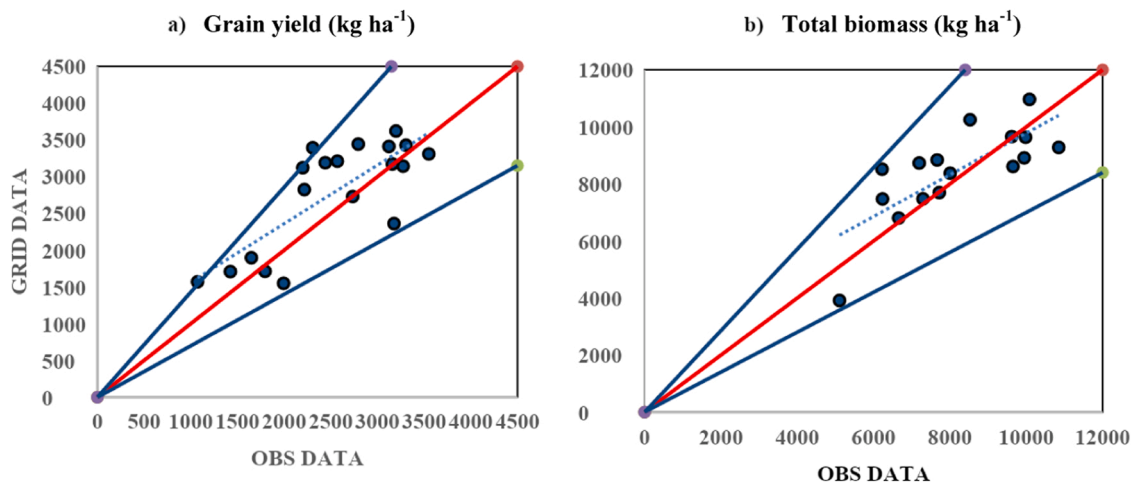 a) Grain yield (kg ha⁻¹)
4500
4000
3500
3000
2500
2000
1500
1000
500
0
GRID DATA
0 500 1000 1500 2000 2500 3000 3500 4000 4500
OBS DATA
b) Total biomass (kg ha⁻¹)
12000
10000
8000
6000
4000
2000
0
0 2000 4000 6000 8000 10000 12000
OBS DATA